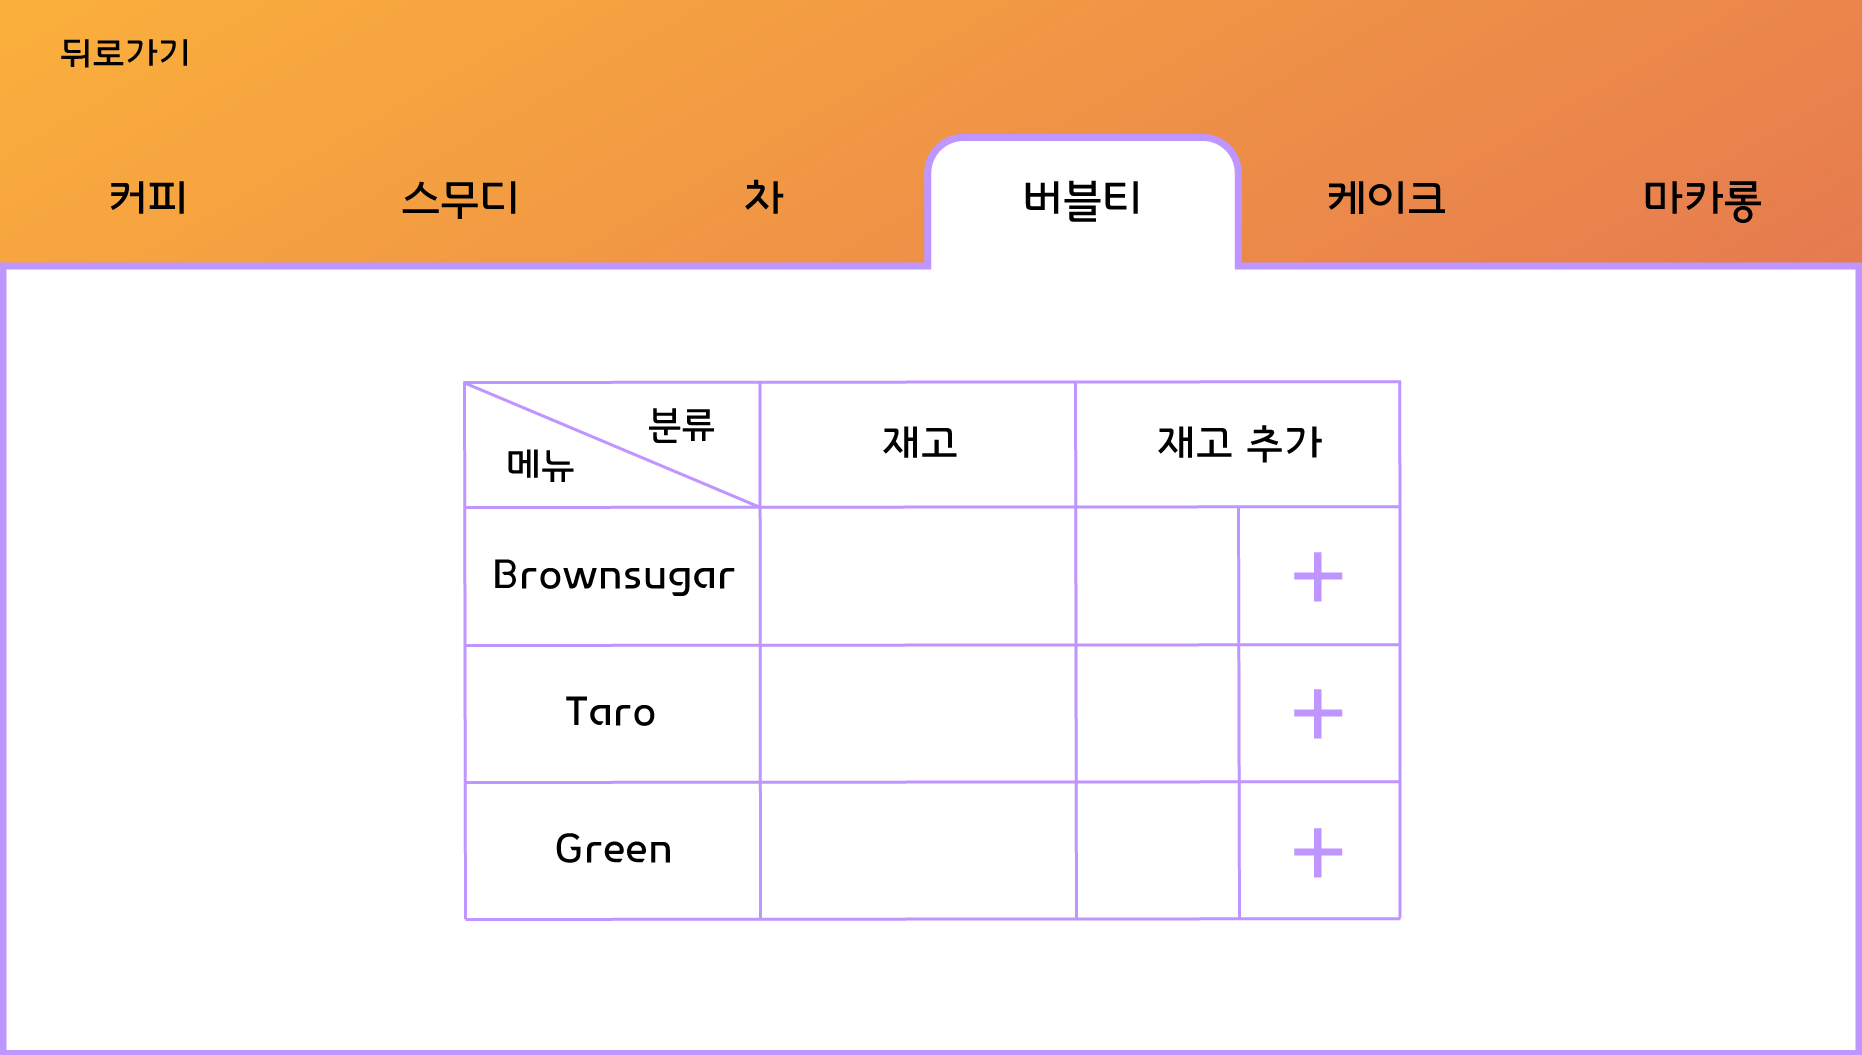 뒤로가기
커피 스무디 차 버블티 케이크 마카롱
분류
메뉴
재고
재고 추가
Brownsugar +
Taro +
Green +